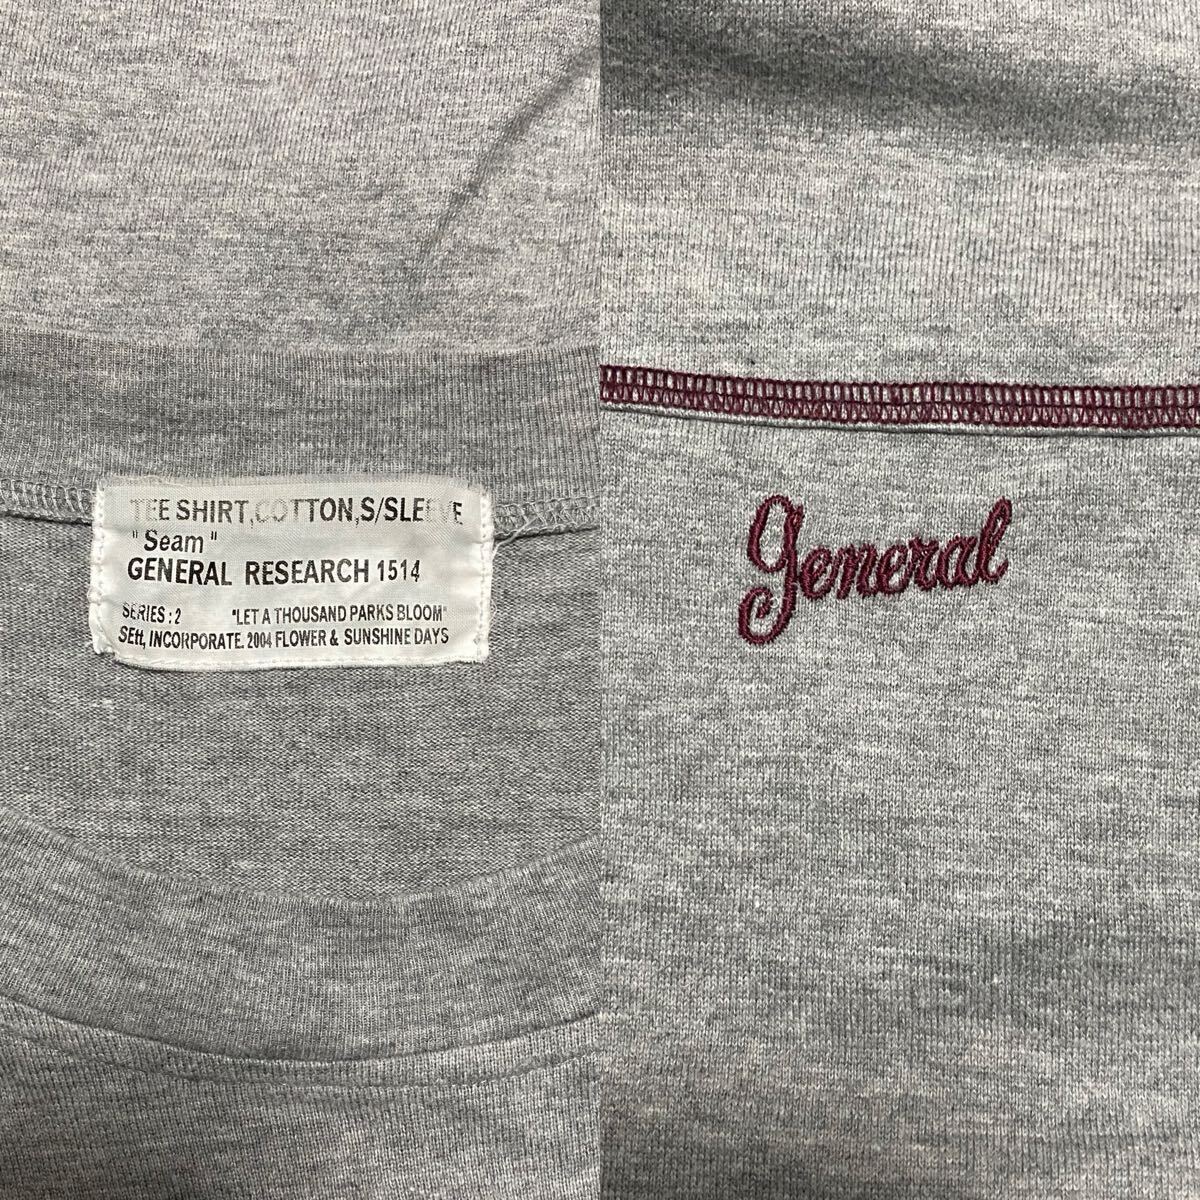 TEE SHIRT,COTTON,S/SLEEVE
"Seam"
GENERAL RESEARCH 1514
SERIES:2 "LET A THOUSAND PARKS BLOOM"
SEtt, INCORPORATE. 2004 FLOWER & SUNSHINE DAYS
general